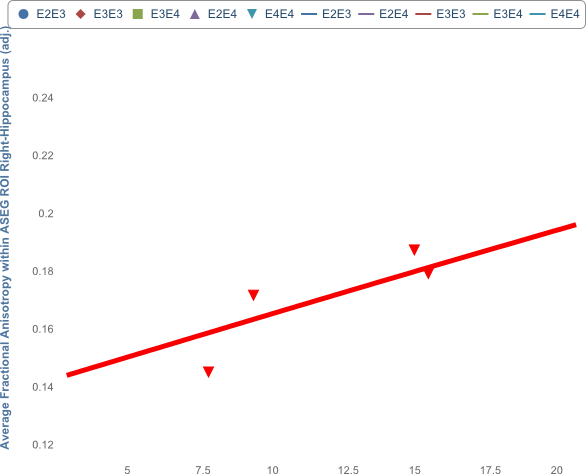 E2E3 E3E3 E3E4 E2E4 E4E4 E2E3 E2E4 E3E3 E3E4 E4E4
Average Fractional Anisotropy within ASEG ROI Right-Hippocampus (adj.)
0.24
0.22
0.2
0.18
0.16
0.14
0.12
5 7.5 10 12.5 15 17.5 20